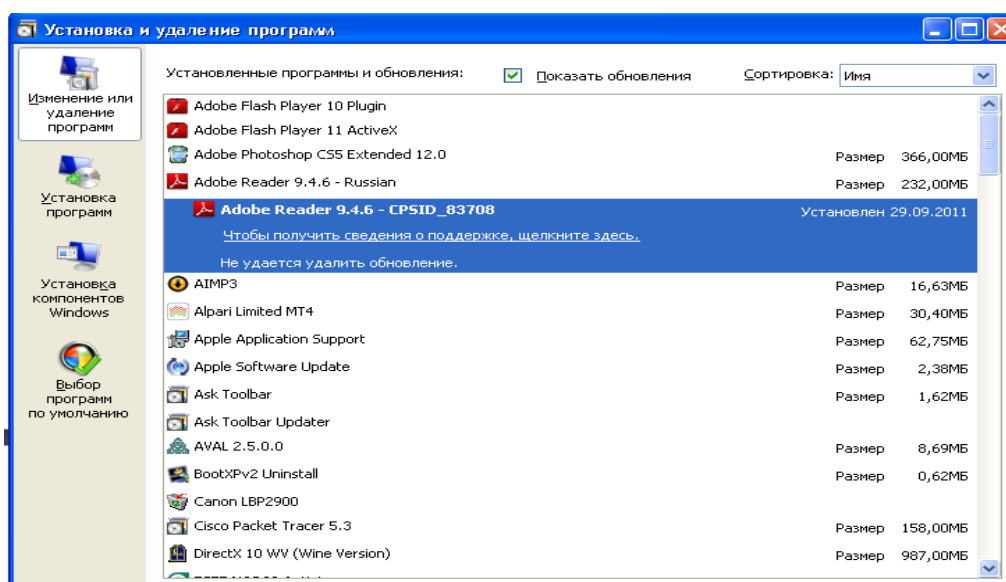 Установка и удаление программ
Изменение или
удаление
программ
Установка
программ
Установка
компонентов
Windows
Выбор
программ
по умолчанию
Установленные программы и обновления: Показать обновления Сортировка: Имя
Adobe Flash Player 10 Plugin
Adobe Flash Player 11 ActiveX
Adobe Photoshop CS5 Extended 12.0 Размер 366,00МБ
Adobe Reader 9.4.6 - Russian Размер 232,00МБ
Adobe Reader 9.4.6 - CPSID_83708 Установлен 29.09.2011
Чтобы получить сведения о поддержке, щелкните здесь.
Не удается удалить обновление.
AIMP3 Размер 16,63МБ
Alpari Limited MT4 Размер 30,40МБ
Apple Application Support Размер 62,75МБ
Apple Software Update Размер 2,38МБ
Ask Toolbar Размер 1,62МБ
Ask Toolbar Updater
AVAL 2.5.0.0 Размер 8,69МБ
BootXPv2 Uninstall Размер 0,62МБ
Canon LBP2900
Cisco Packet Tracer 5.3 Размер 158,00МБ
DirectX 10 WV (Wine Version) Размер 987,00МБ